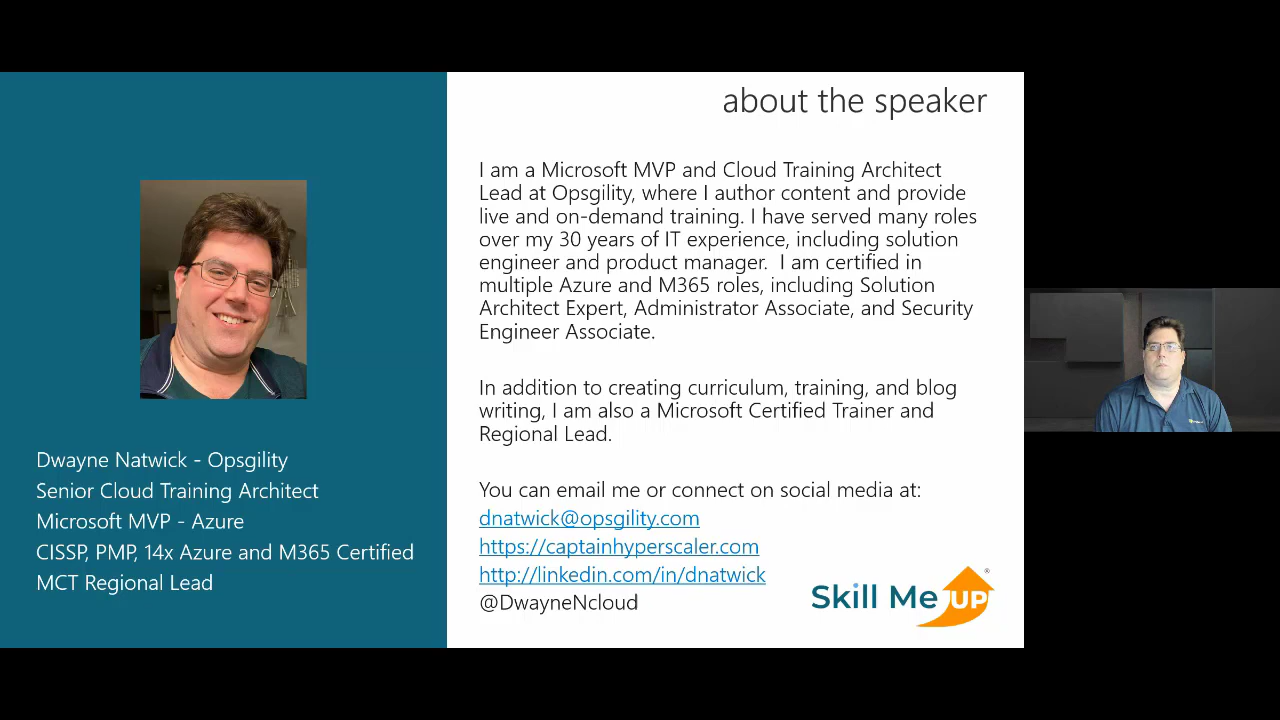 about the speaker
I am a Microsoft MVP and Cloud Training Architect
Lead at Opsgility, where I author content and provide
live and on-demand training. I have served many roles
over my 30 years of IT experience, including solution
engineer and product manager.  I am certified in
multiple Azure and M365 roles, including Solution
Architect Expert, Administrator Associate, and Security
Engineer Associate.
In addition to creating curriculum, training, and blog
writing, I am also a Microsoft Certified Trainer and
Regional Lead.
You can email me or connect on social media at:
dnatwick@opsgility.com
https://captainhyperscaler.com
http://linkedin.com/in/dnatwick
@DwayneNcloud
Skill Me UP®
Dwayne Natwick - Opsgility
Senior Cloud Training Architect
Microsoft MVP - Azure
CISSP, PMP, 14x Azure and M365 Certified
MCT Regional Lead